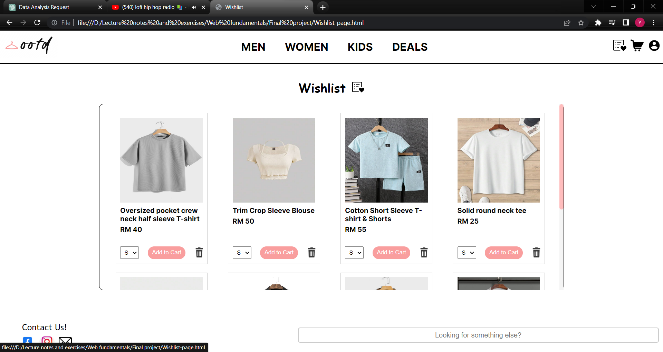 Data Analysis Request
(540) lofi hip hop radio
Wishlist
File
file:///D:/Lecture%20notes%20and%20exercises/Web%20fundamentals/Final%20project/Wishlist-page.html
ootd
MEN
WOMEN
KIDS
DEALS
Wishlist
Oversized pocket crew
neck half sleeve T-shirt
RM 40
S
Add to Cart
Trim Crop Sleeve Blouse
RM 50
S
Add to Cart
Cotton Short Sleeve T-
shirt & Shorts
RM 55
S
Add to Cart
Solid round neck tee
RM 25
S
Add to Cart
Contact Us!
Looking for something else?
file:///D:/Lecture notes and exercises/Web fundamentals/Final project/Wishlist-page.html